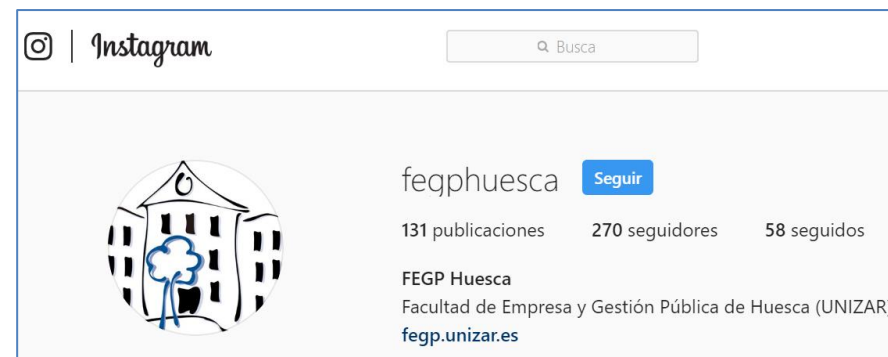 Instagram
Busca
fegphuesca Seguir
131 publicaciones 270 seguidores 58 seguidos
FEGP Huesca
Facultad de Empresa y Gestión Pública de Huesca (UNIZAR)
fegp.unizar.es